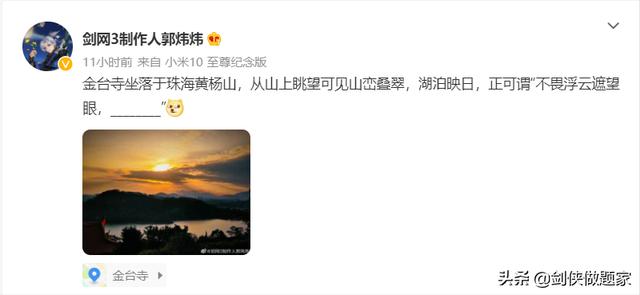 剑网3制作人郭炜炜
11小时前 来自 小米10 至尊纪念版
金台寺坐落于珠海黄杨山，从山上眺望可见山峦叠翠，湖泊映日，正可谓“不畏浮云遮望
眼，________”
@剑网3制作人郭炜炜
金台寺
头条 @剑侠做题家